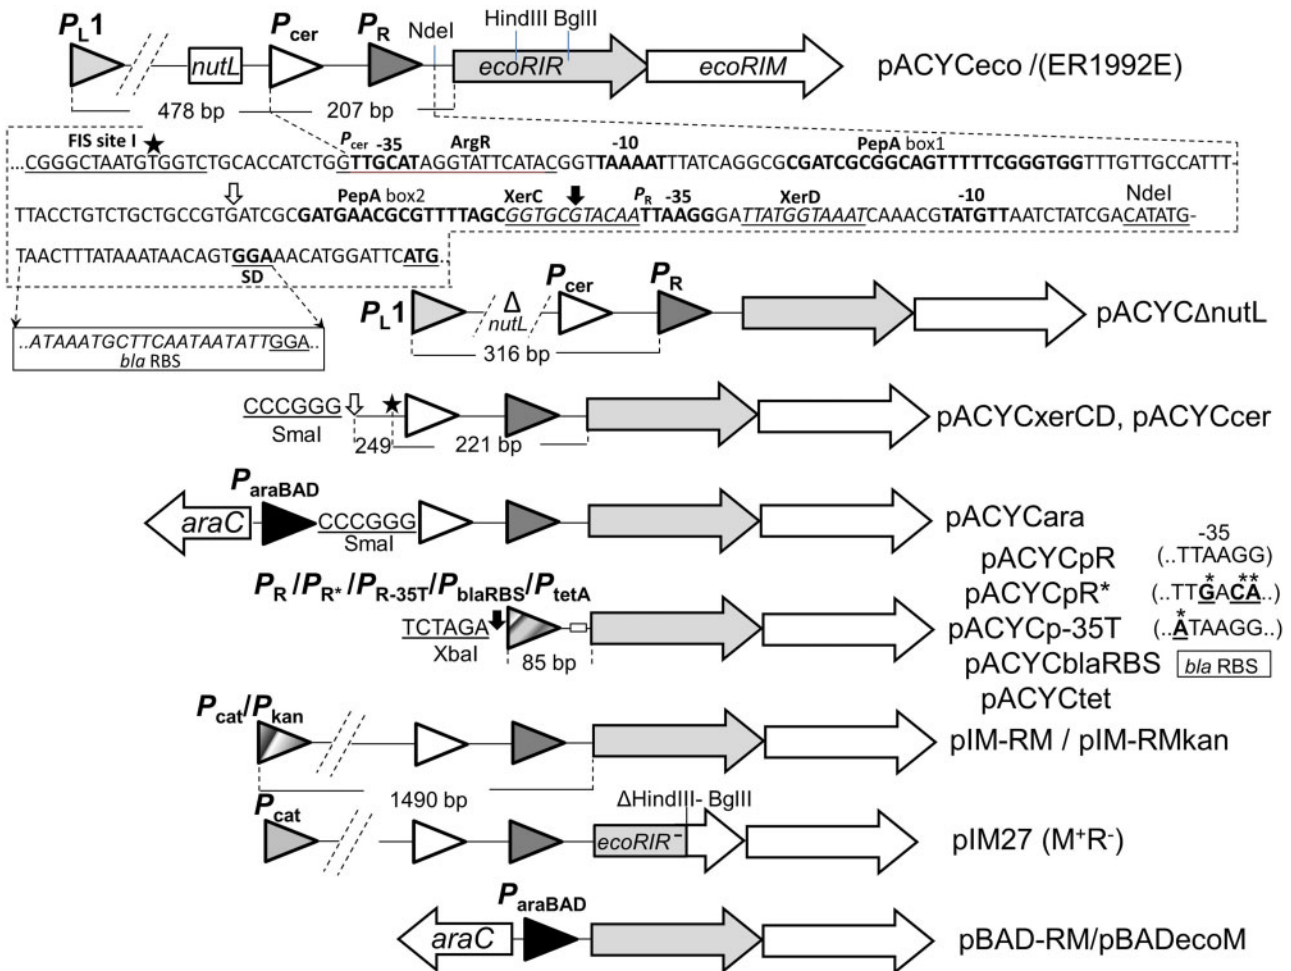 PL1 Pcer PR NdeI HindIII BglII
nutL ecoRIR ecoRIM pACYCeco /(ER1992E)
478 bp 207 bp
FIS site I ★ Pcer -35 ArgR -10 PepA box1
...CGGGCTAATGTGGTCTGCACCATCTGGTTGCATAGGTATTCATACGGTTAAAATTTATCAGGCGCGATCGCGGCAGTTTTTCGGGTGGTTTGTTGCCATTT-
PepA box2 XerC PR -35 XerD -10 NdeI
TTACCTGTCTGCTGCCGTGATCGCGATGAACGCGTTTTAGCGGTGCGTACAATTAAGGGATTATGGTAAATCAAACGTATGTTAATCTATCGACATATG-
TAACTTTATAAATAACAGTGGAAACATGGATTCATG..
SD
..ATAAATGCTTCAATAATATTGGA..
bla RBS
PL1 Δ nutL Pcer PR pACYCΔnutL
316 bp
CCCGGG ★ pACYCxerCD, pACYCcer
SmaI 249 221 bp
ParaBAD
araC CCCGGG pACYCara
SmaI
-35
pACYCpR (..TTAAGG)
PR /PR* /PR-35T/PblaRBS/PtetA pACYCpR* (..TTGACA..)
* **
TCTAGA pACYCp-35T (..ATAAGG..)
*
XbaI 85 bp
pACYCblaRBS bla RBS
pACYCtet
Pcat/Pkan pIM-RM / pIM-RMkan
1490 bp
Pcat ΔHindIII- BglII
ecoRIR- pIM27 (M+R-)
ParaBAD
araC pBAD-RM/pBADecoM